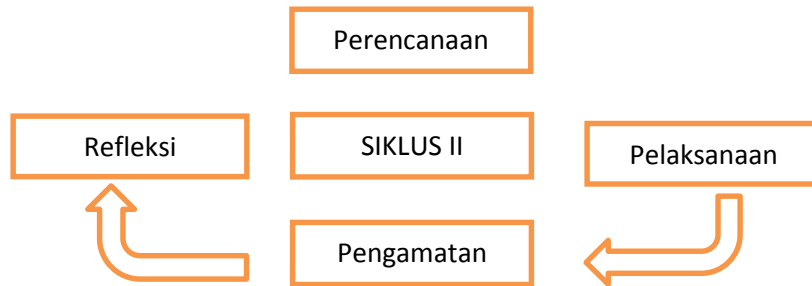 Perencanaan
Refleksi
SIKLUS II
Pelaksanaan
Pengamatan